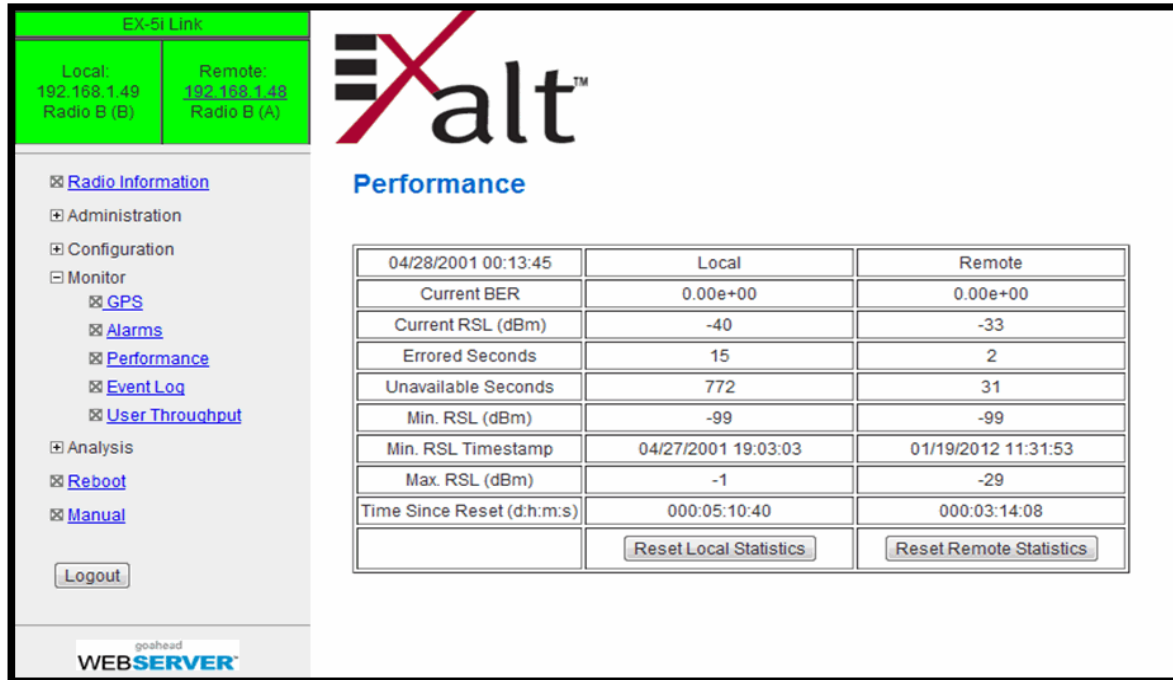 EX-5i Link
Local:
192.168.1.49
Radio B (B)
Remote:
192.168.1.48
Radio B (A)
Radio Information
Administration
Configuration
Monitor
GPS
Alarms
Performance
Event Log
User Throughput
Analysis
Reboot
Manual
Logout
goahead
WEBSERVER
EXalt™
Performance
04/28/2001 00:13:45 Local Remote
Current BER 0.00e+00 0.00e+00
Current RSL (dBm) -40 -33
Errored Seconds 15 2
Unavailable Seconds 772 31
Min. RSL (dBm) -99 -99
Min. RSL Timestamp 04/27/2001 19:03:03 01/19/2012 11:31:53
Max. RSL (dBm) -1 -29
Time Since Reset (d:h:m:s) 000:05:10:40 000:03:14:08
Reset Local Statistics Reset Remote Statistics